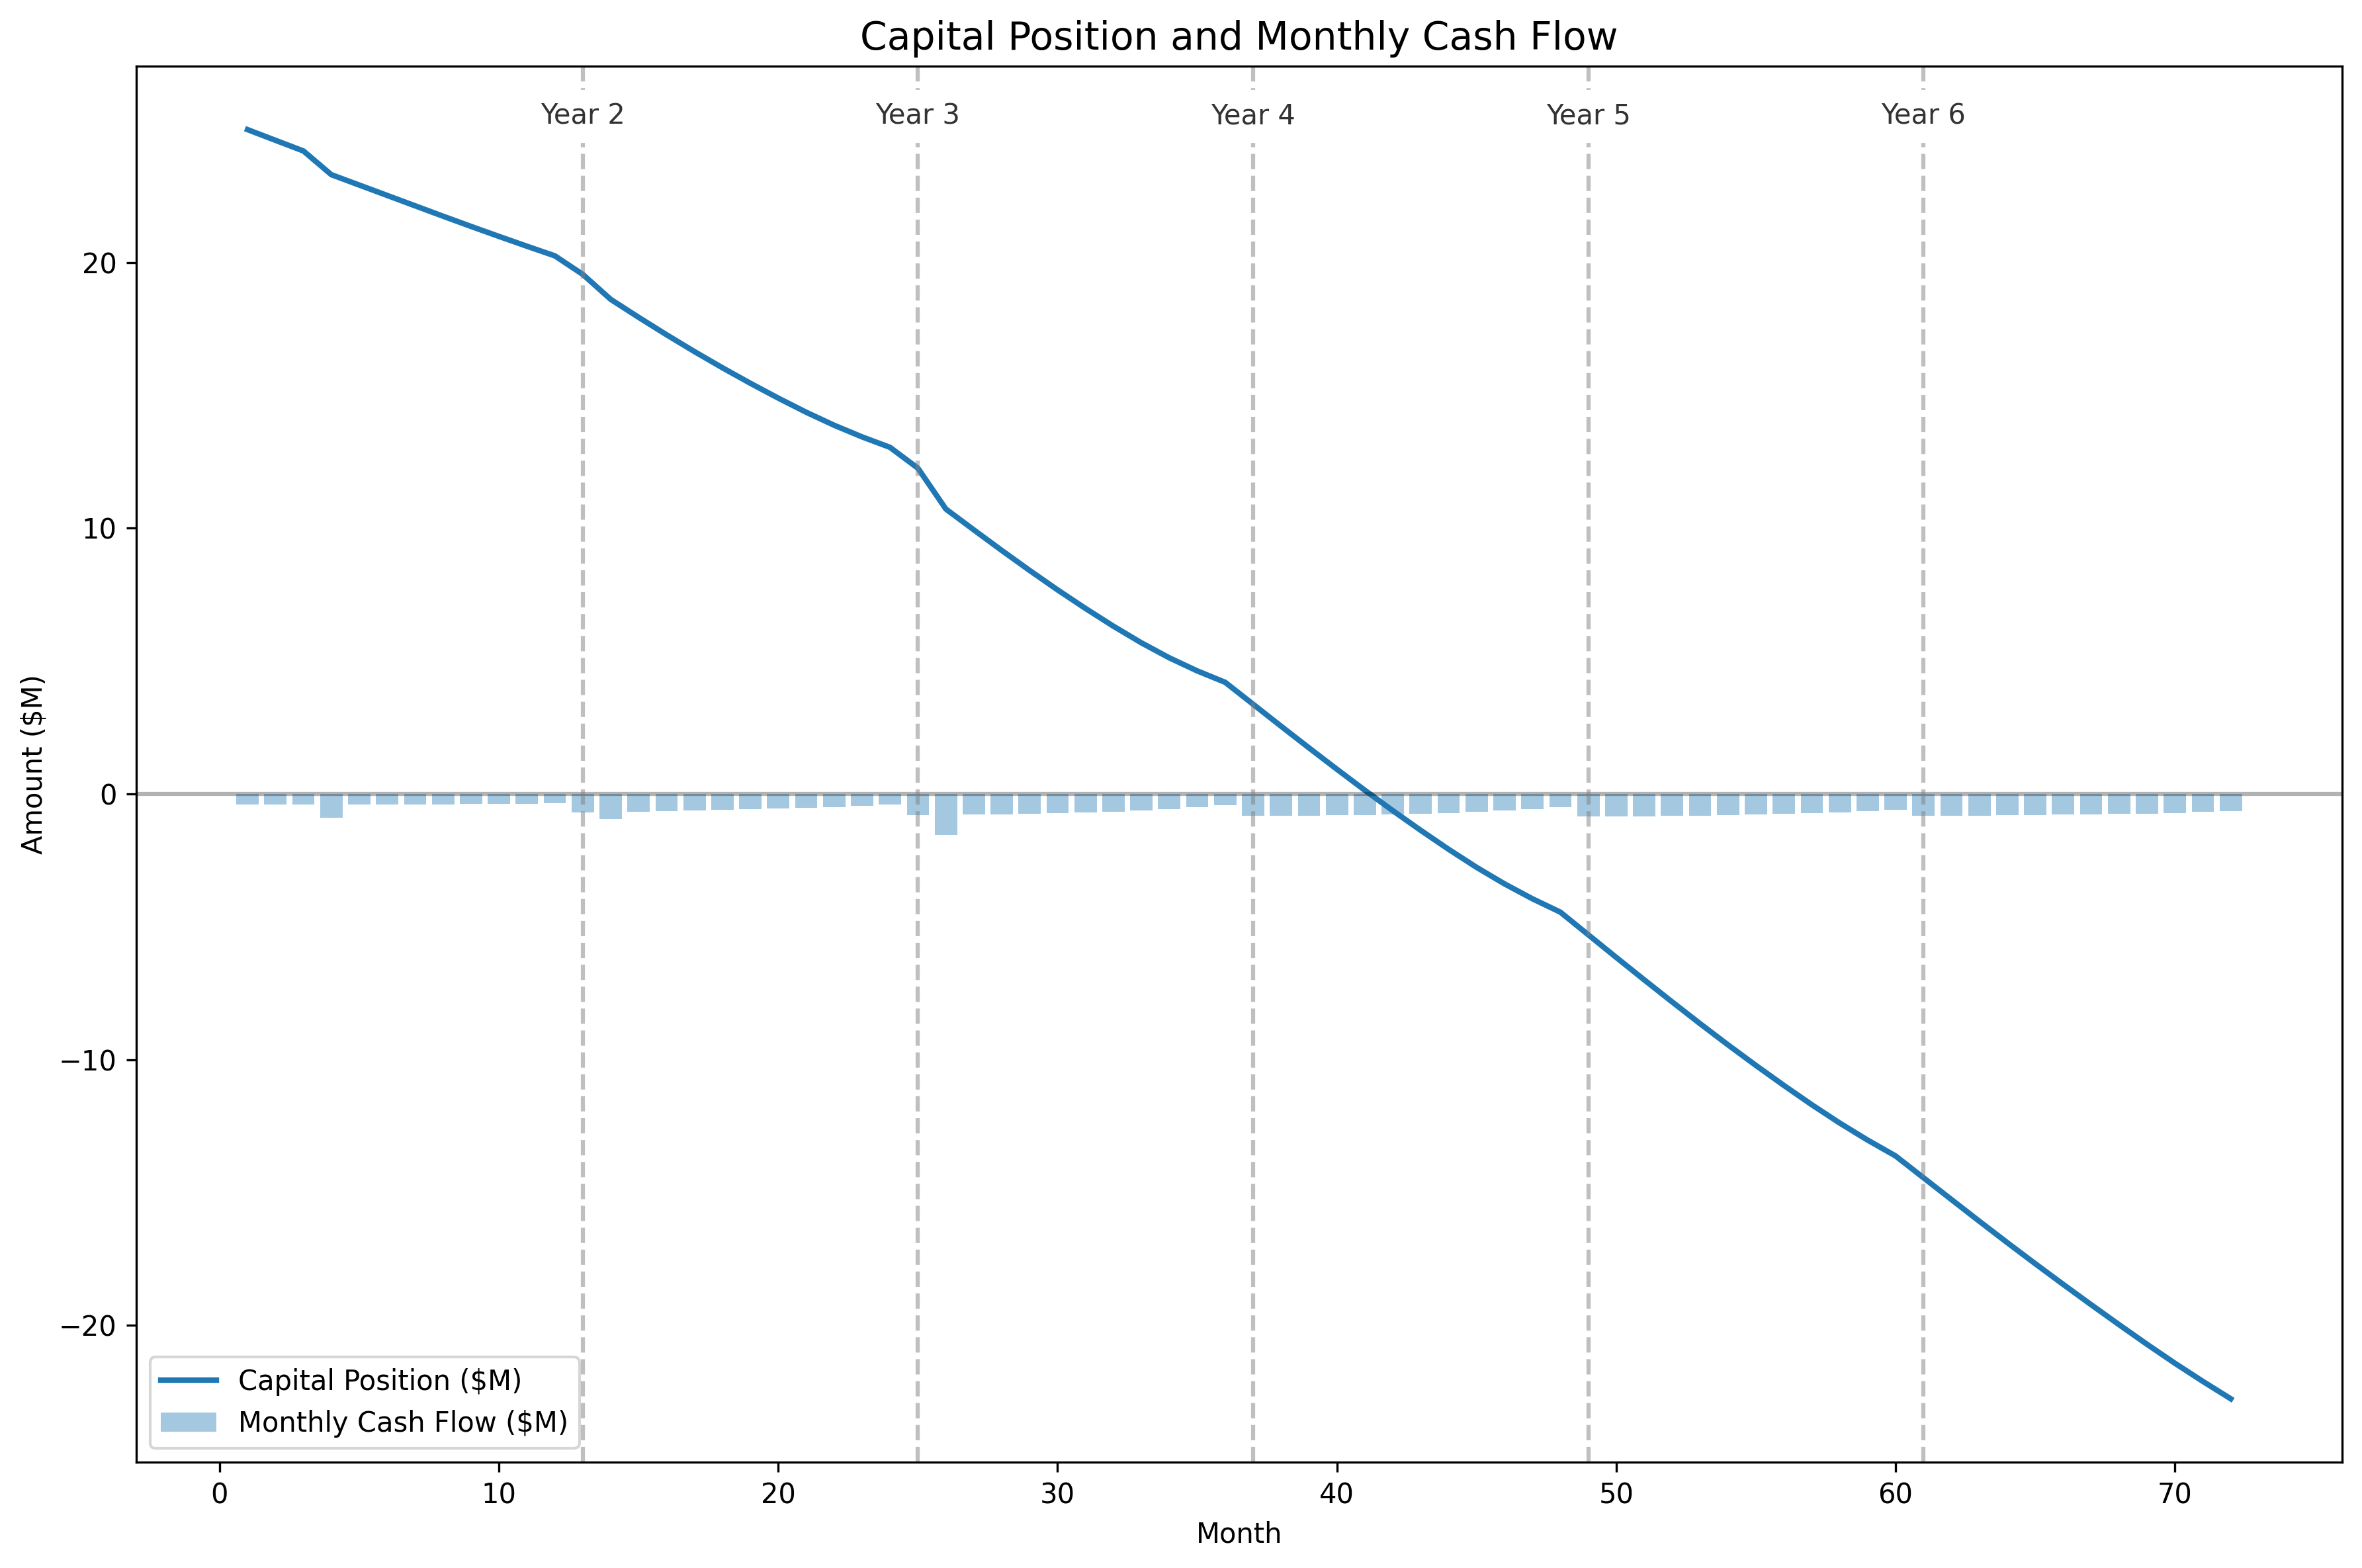 Capital Position and Monthly Cash Flow
Year 2
Year 3
Year 4
Year 5
Year 6
20
10
0
−10
−20
Amount ($M)
Capital Position ($M)
Monthly Cash Flow ($M)
0
10
20
30
40
50
60
70
Month